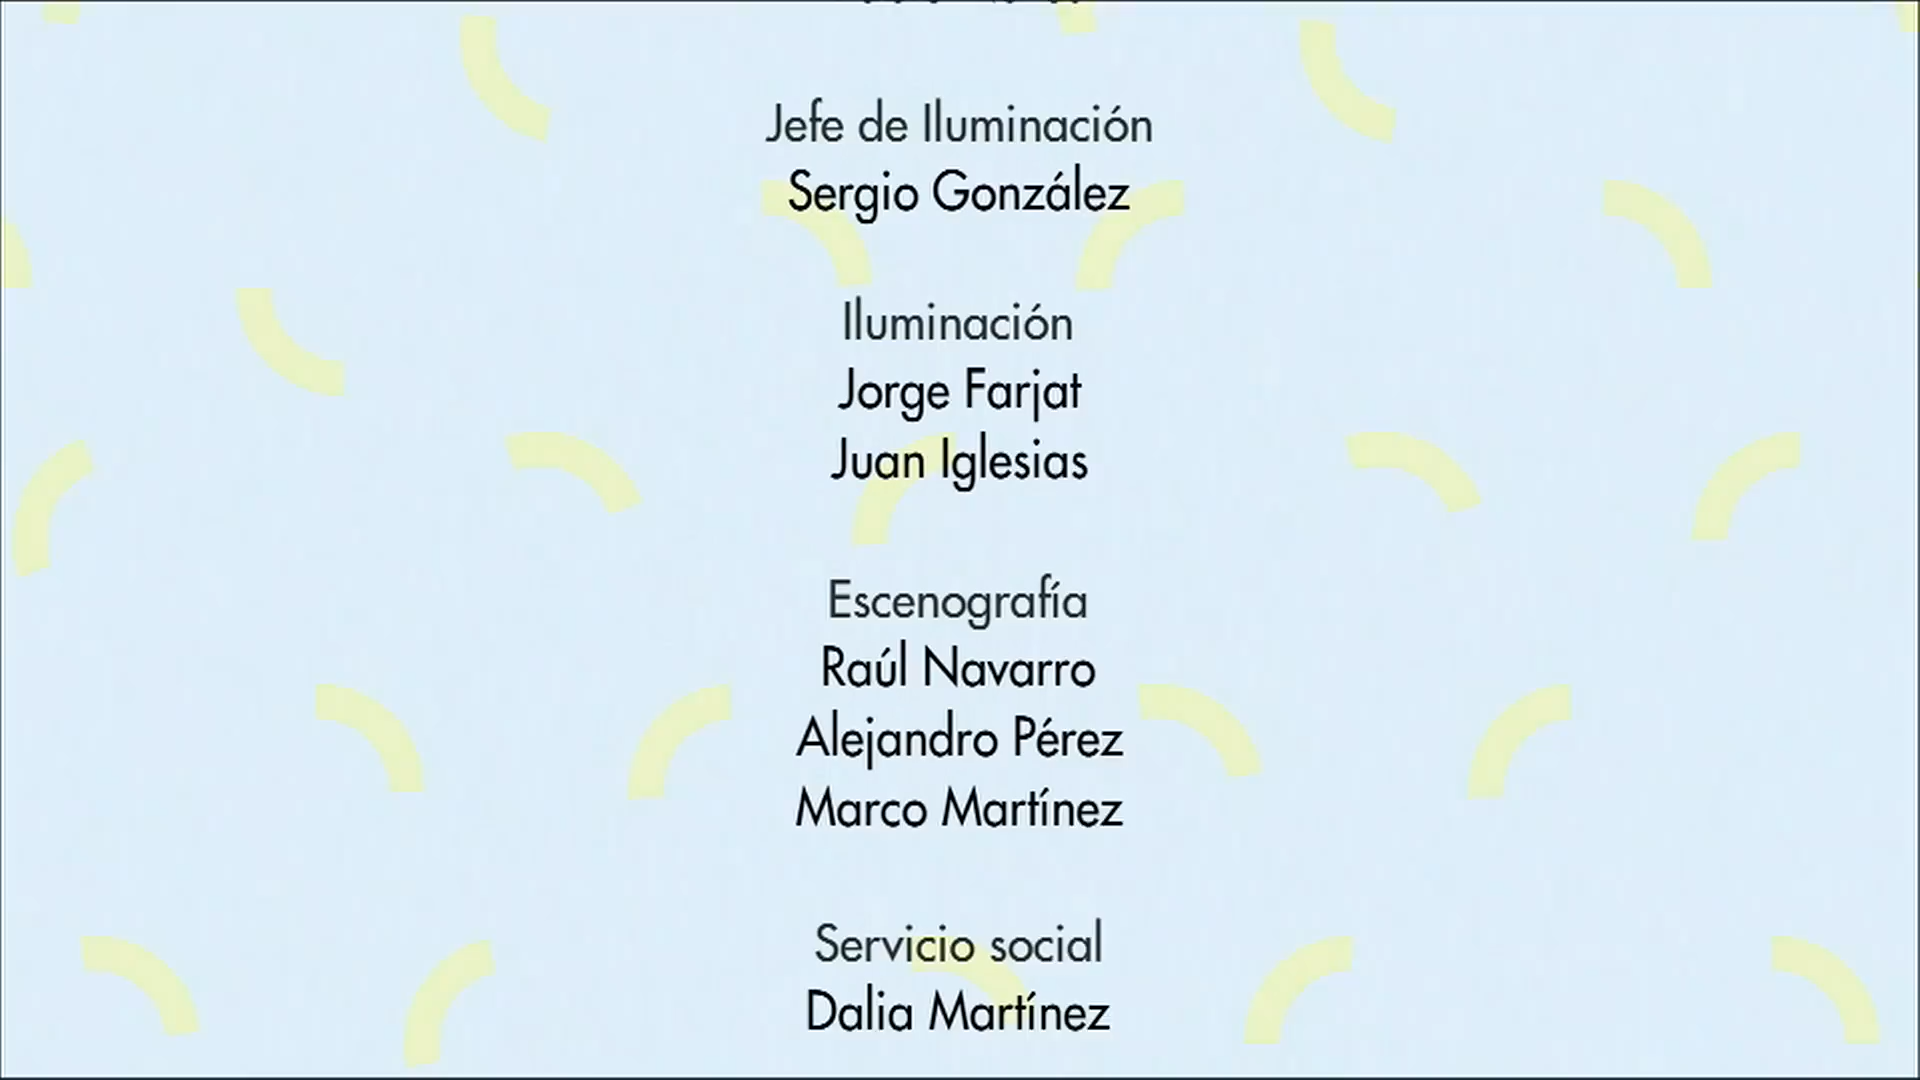 Jefe de Iluminación
Sergio González
Iluminación
Jorge Farjat
Juan Iglesias
Escenografía
Raúl Navarro
Alejandro Pérez
Marco Martínez
Servicio social
Dalia Martínez